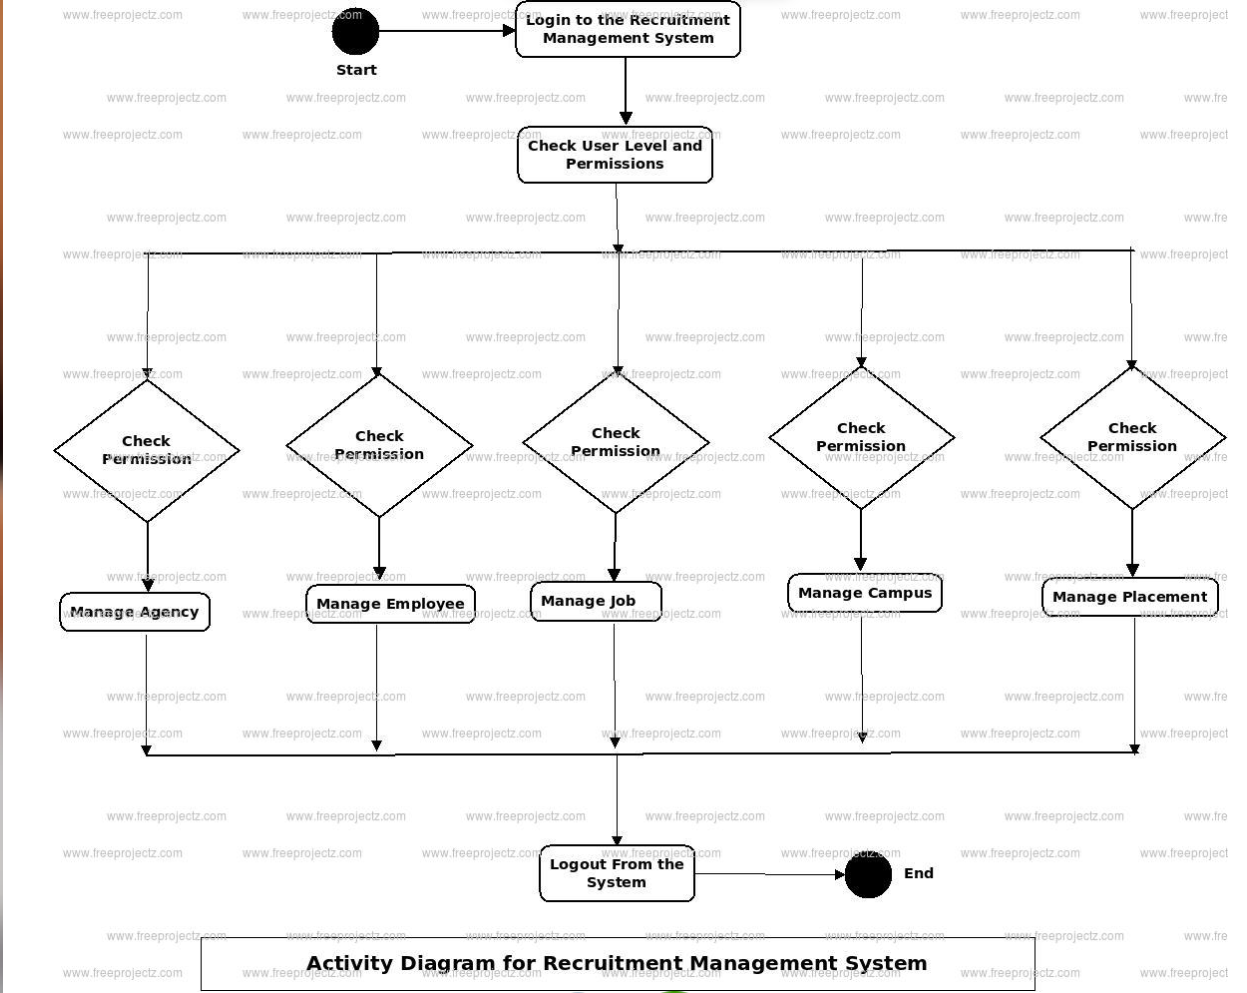 Login to the Recruitment
Management System
Start
Check User Level and
Permissions
Check
Permission
Check
Permission
Check
Permission
Check
Permission
Check
Permission
Manage Agency
Manage Employee
Manage Job
Manage Campus
Manage Placement
Logout From the
System
End
Activity Diagram for Recruitment Management System
www.freeprojectz.com